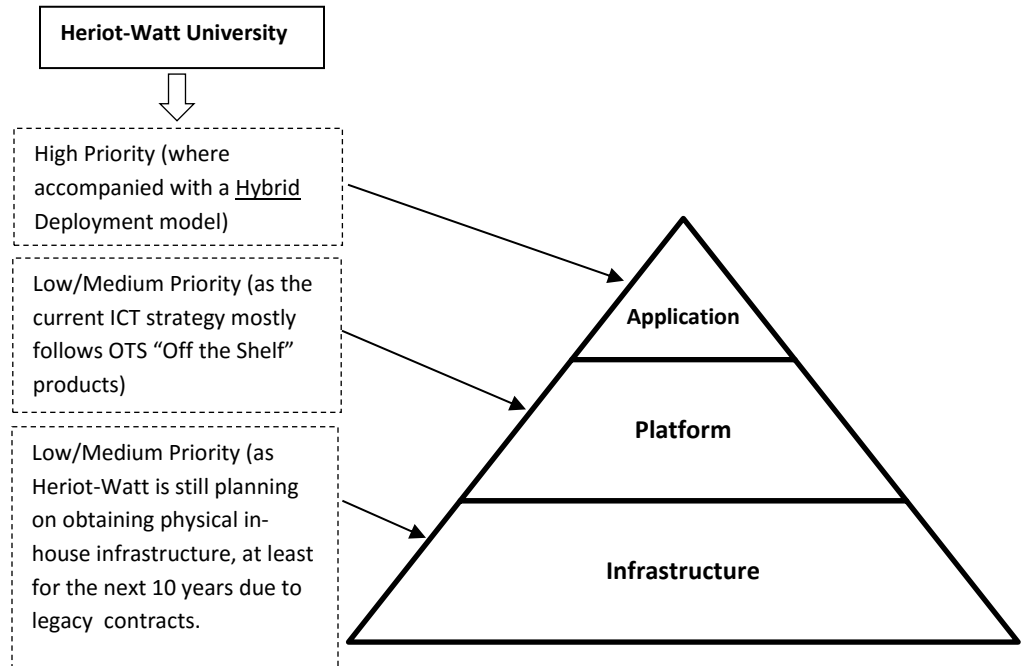 Heriot-Watt University
High Priority (where
accompanied with a Hybrid
Deployment model)
Low/Medium Priority (as the
current ICT strategy mostly
follows OTS “Off the Shelf”
products)
Low/Medium Priority (as
Heriot-Watt is still planning
on obtaining physical in-
house infrastructure, at least
for the next 10 years due to
legacy contracts.
Application
Platform
Infrastructure